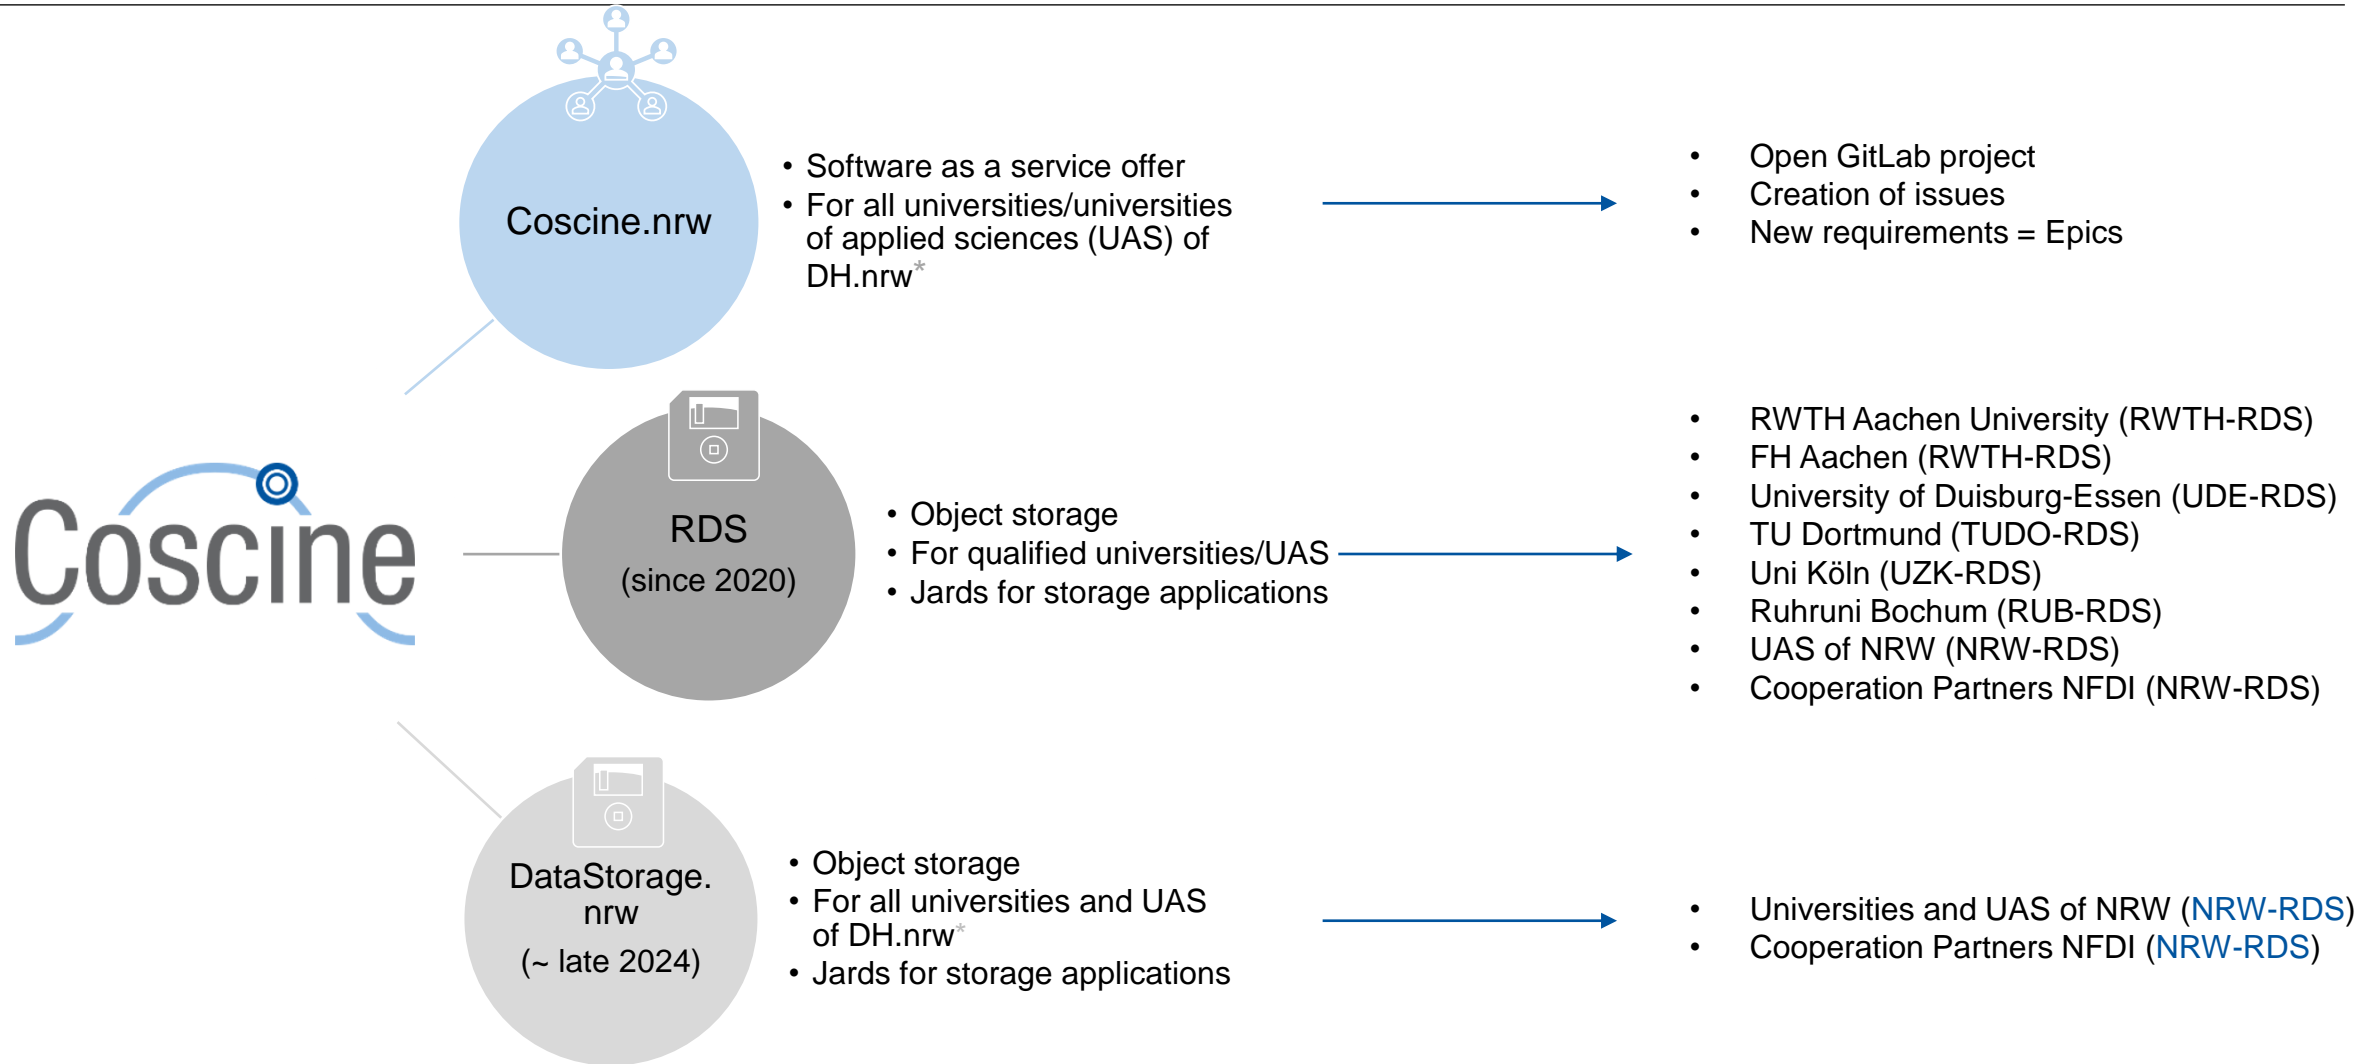 Coscine.nrw
• Software as a service offer
• For all universities/universities
of applied sciences (UAS) of
DH.nrw*
• Open GitLab project
• Creation of issues
• New requirements = Epics
Coscine
RDS
(since 2020)
• Object storage
• For qualified universities/UAS
• Jards for storage applications
• RWTH Aachen University (RWTH-RDS)
• FH Aachen (RWTH-RDS)
• University of Duisburg-Essen (UDE-RDS)
• TU Dortmund (TUDO-RDS)
• Uni Köln (UZK-RDS)
• Ruhruni Bochum (RUB-RDS)
• UAS of NRW (NRW-RDS)
• Cooperation Partners NFDI (NRW-RDS)
DataStorage.
nrw
(~ late 2024)
• Object storage
• For all universities and UAS
of DH.nrw*
• Jards for storage applications
• Universities and UAS of NRW (NRW-RDS)
• Cooperation Partners NFDI (NRW-RDS)